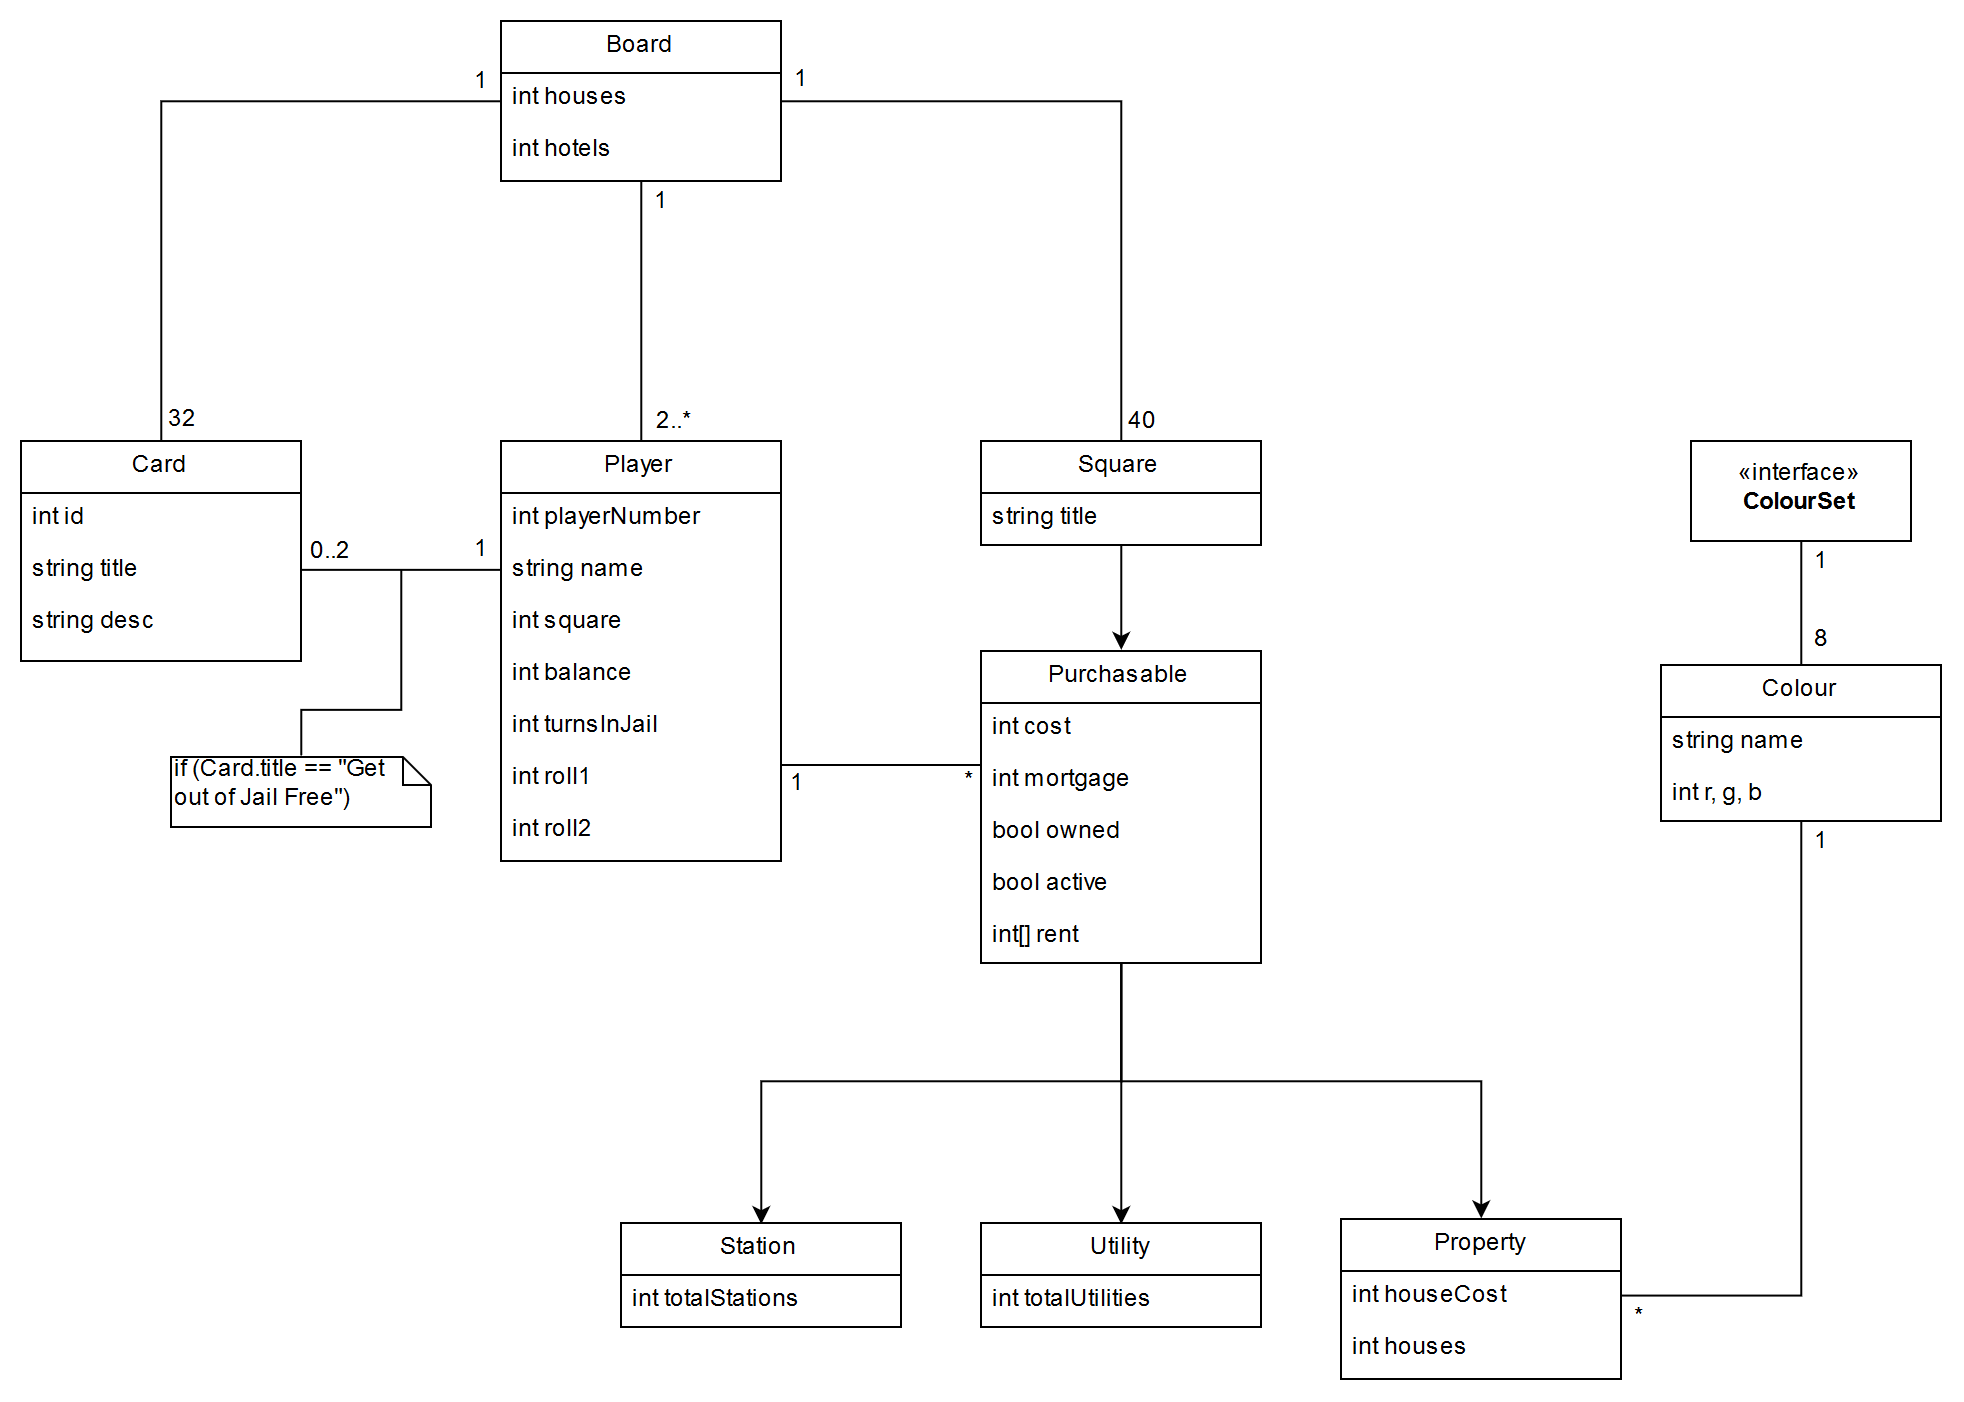 Board
1
1
int houses
int hotels
1
32
2..*
40
Card
Player
Square
«interface»
ColourSet
int id
int playerNumber
string title
0..2
1
1
string title
string name
string desc
int square
8
int balance
Purchasable
Colour
int turnsInJail
int cost
string name
if (Card.title == "Get
out of Jail Free")
int roll1
1
*
int mortgage
int r, g, b
int roll2
bool owned
1
bool active
int[] rent
Station
Utility
Property
int totalStations
int totalUtilities
int houseCost
*
int houses